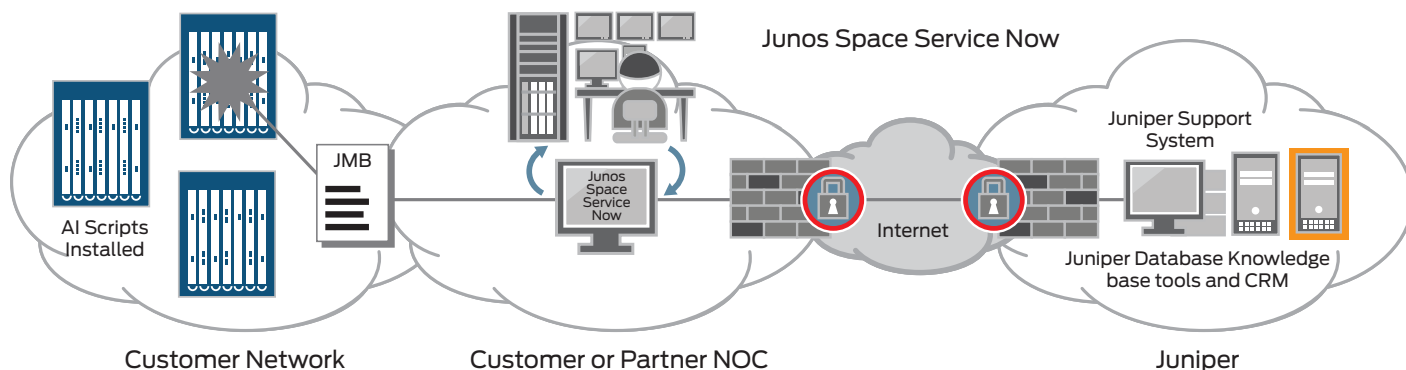 Junos Space Service Now
AI Scripts
Installed
JMB
Junos
Space
Service
Now
Internet
Juniper Support
System
Juniper Database Knowledge
base tools and CRM
Customer Network
Customer or Partner NOC
Juniper